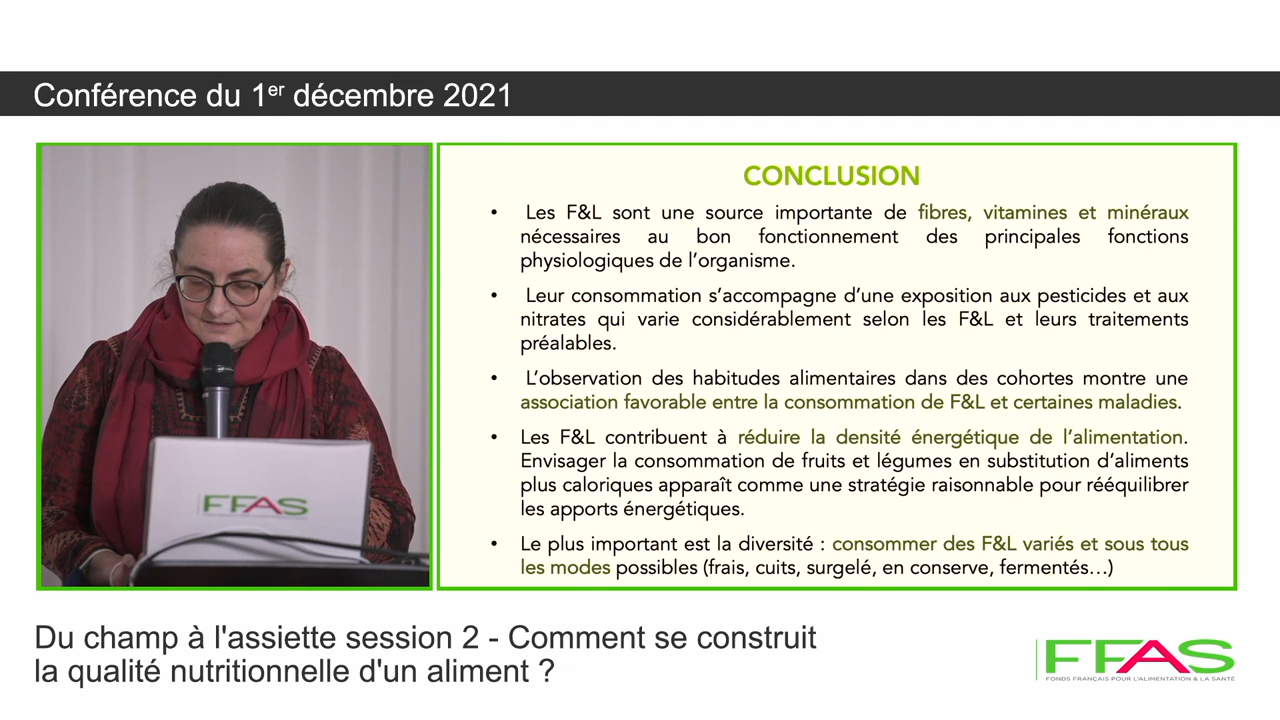 Conférence du 1er décembre 2021
CONCLUSION
• Les F&L sont une source importante de fibres, vitamines et minéraux
nécessaires au bon fonctionnement des principales fonctions
physiologiques de l’organisme.
• Leur consommation s’accompagne d’une exposition aux pesticides et aux
nitrates qui varie considérablement selon les F&L et leurs traitements
préalables.
• L’observation des habitudes alimentaires dans des cohortes montre une
association favorable entre la consommation de F&L et certaines maladies.
• Les F&L contribuent à réduire la densité énergétique de l’alimentation.
Envisager la consommation de fruits et légumes en substitution d’aliments
plus caloriques apparaît comme une stratégie raisonnable pour rééquilibrer
les apports énergétiques.
• Le plus important est la diversité : consommer des F&L variés et sous tous
les modes possibles (frais, cuits, surgelé, en conserve, fermentés…)
FFAS
Du champ à l'assiette session 2 - Comment se construit
la qualité nutritionnelle d'un aliment ?
FFAS
FONDS FRANÇAIS POUR L'ALIMENTATION & LA SANTÉ